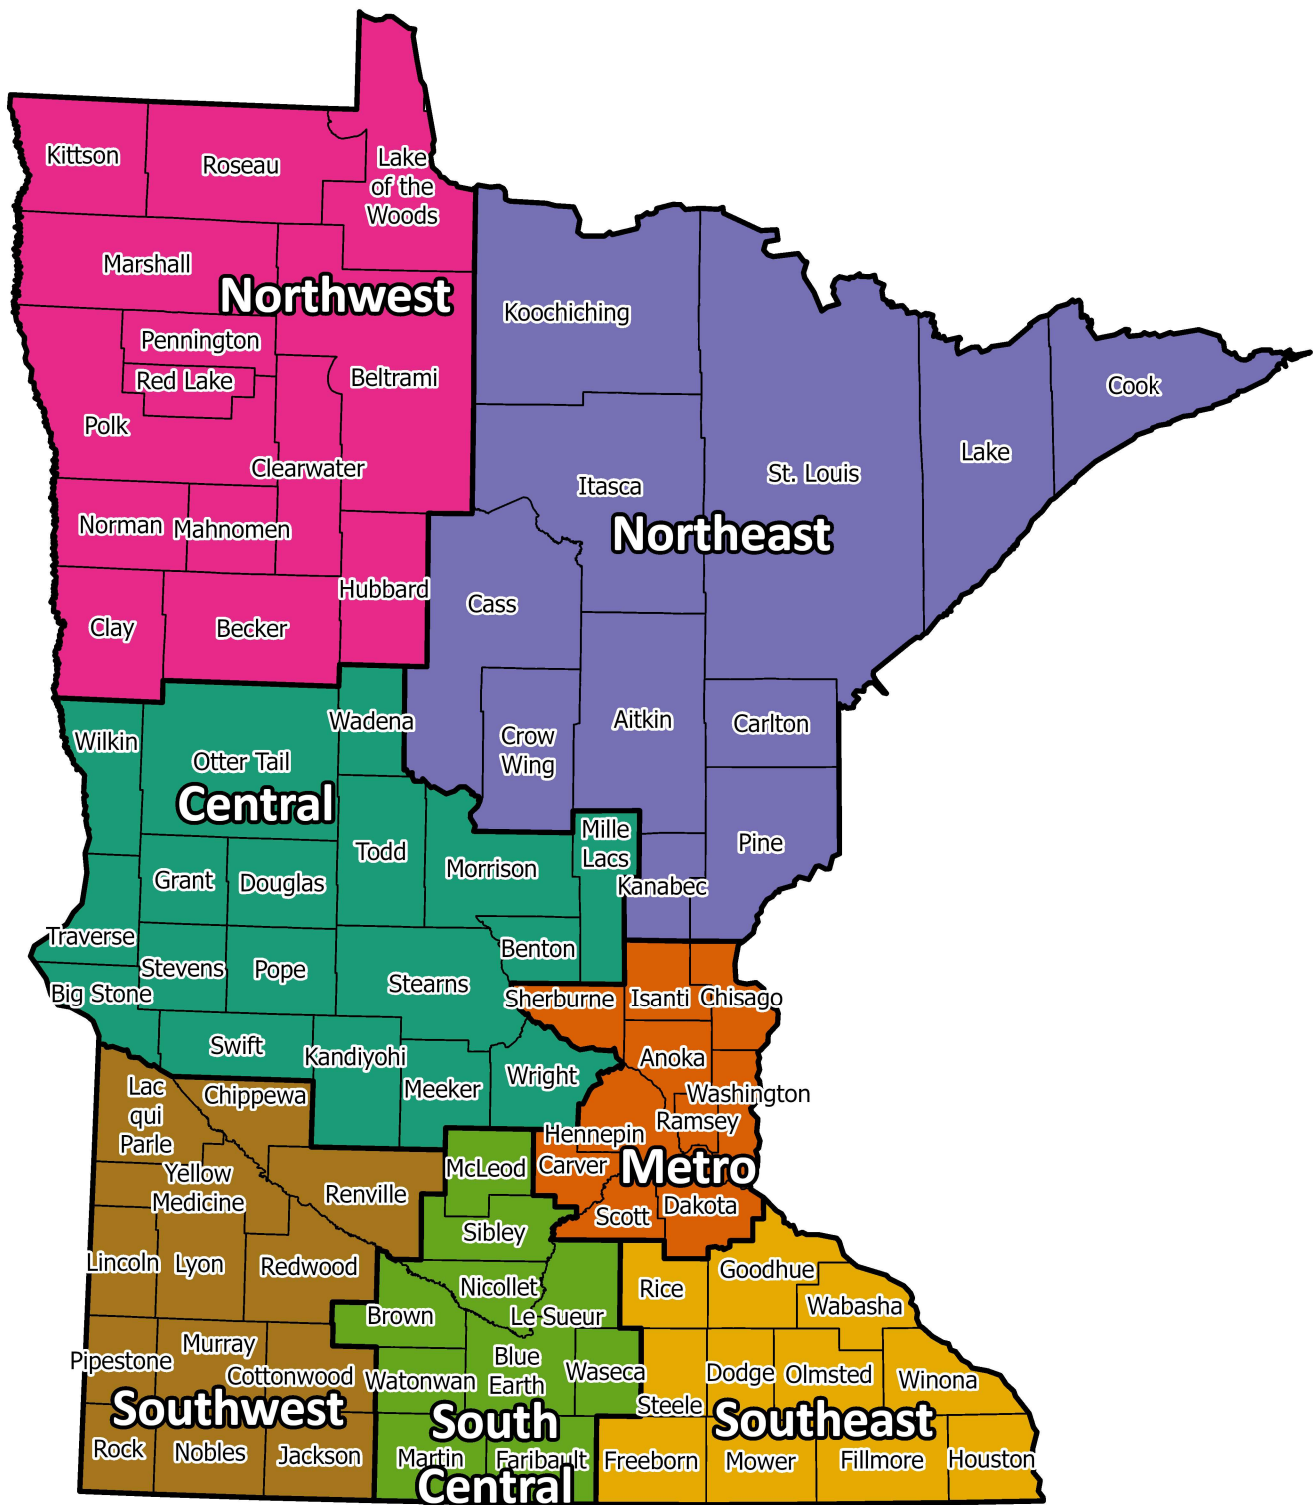 Kittson
Roseau
Lake
of the
Woods
Marshall
Northwest
Koochiching
Pennington
Red Lake
Beltrami
Cook
Polk
Lake
Clearwater
St. Louis
Itasca
Norman
Mahnomen
Northeast
Hubbard
Cass
Clay
Becker
Wadena
Aitkin
Carlton
Wilkin
Crow
Wing
Otter Tail
Central
Mille
Lacs
Todd
Pine
Morrison
Grant
Douglas
Kanabec
Traverse
Benton
Stevens
Pope
Stearns
Big Stone
Sherburne
Isanti
Chisago
Swift
Kandiyohi
Anoka
Wright
Lac
qui
Parle
Chippewa
Meeker
Washington
Ramsey
Hennepin
McLeod
Carver
Metro
Yellow
Medicine
Renville
Dakota
Scott
Sibley
Lincoln
Lyon
Redwood
Goodhue
Nicollet
Rice
Wabasha
Brown
Le Sueur
Murray
Pipestone
Cottonwood
Watonwan
Blue
Earth
Waseca
Dodge
Olmsted
Winona
Southwest
Steele
South
Central
Southeast
Rock
Nobles
Jackson
Martin
Faribault
Freeborn
Mower
Fillmore
Houston